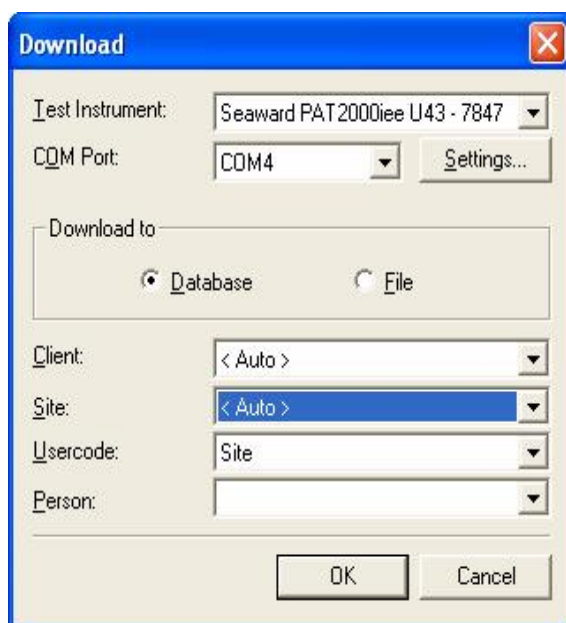 Download
Test Instrument: Seaward PAT2000iee U43 - 7847
COM Port: COM4 Settings...
Download to
Database File
Client: < Auto >
Site: < Auto >
Usercode: Site
Person:
OK Cancel